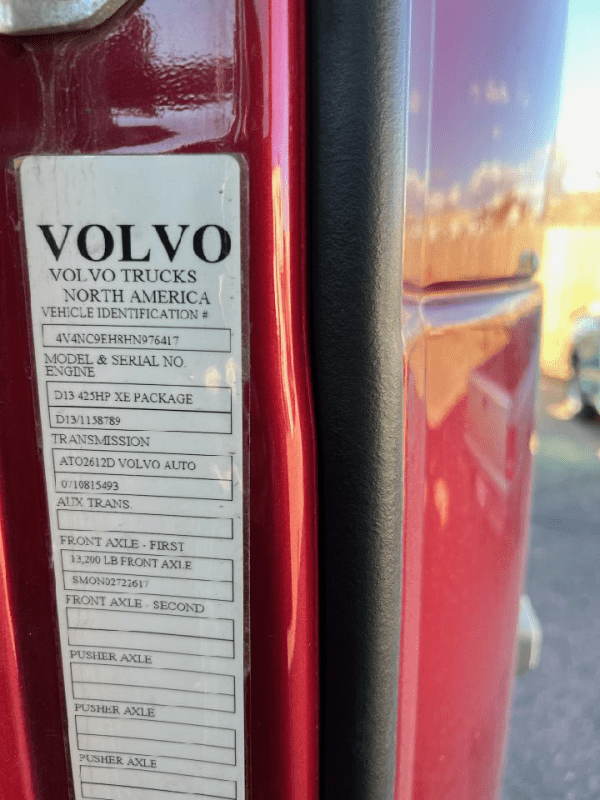 VOLVO
VOLVO TRUCKS
NORTH AMERICA
VEHICLE IDENTIFICATION #
4V4NC9EH8HN976417
MODEL & SERIAL NO.
ENGINE
D13 425HP XE PACKAGE
D13/1158789
TRANSMISSION
ATO2612D VOLVO AUTO
0710815493
AUX TRANS.
FRONT AXLE - FIRST
13,200 LB FRONT AXLE
SMON02722617
FRONT AXLE - SECOND
PUSHER AXLE
PUSHER AXLE
PUSHER AXLE